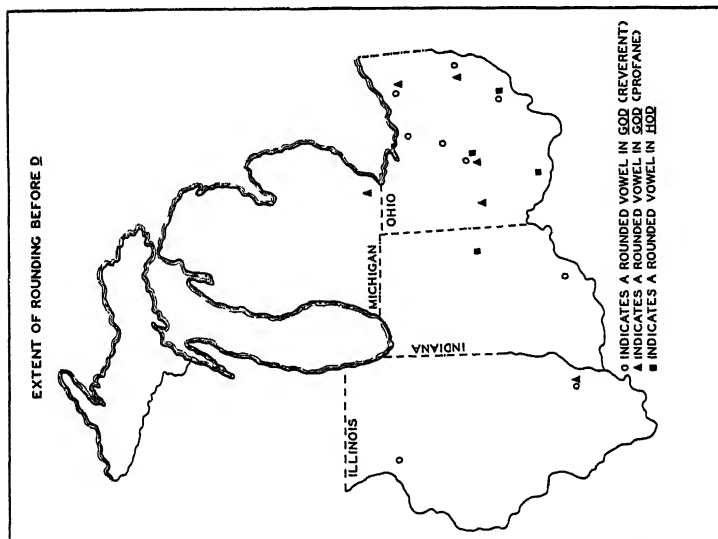 EXTENT OF ROUNDING BEFORE D
ILLINOIS
MICHIGAN
INDIANA
OHIO
O INDICATES A ROUNDED VOWEL IN GOD (REVERENT)
▲ INDICATES A ROUNDED VOWEL IN GOD (PROFANE)
■ INDICATES A ROUNDED VOWEL IN HOD